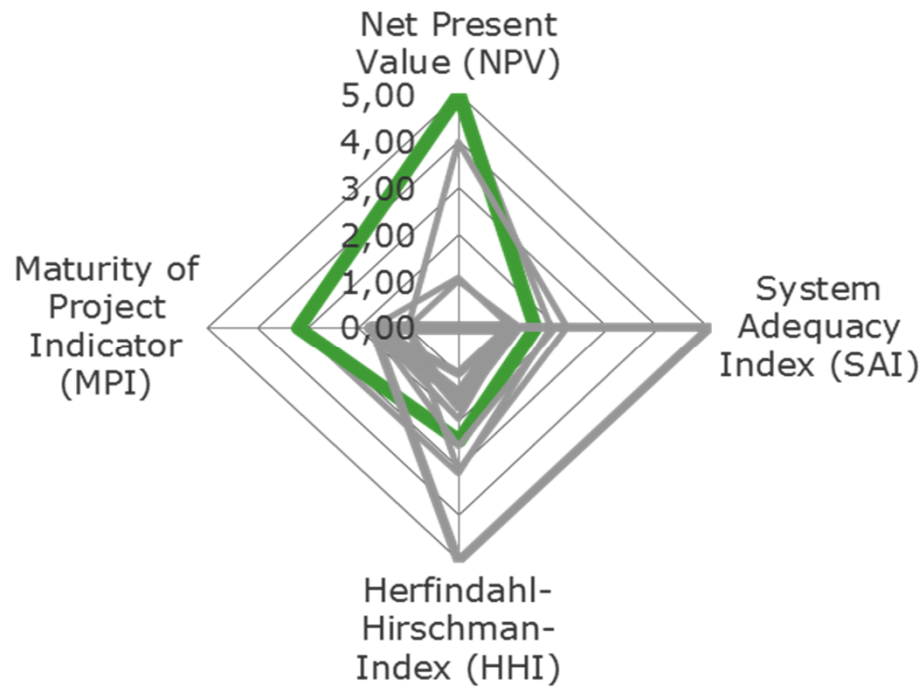 Net Present
Value (NPV)
5,00
4,00
3,00
2,00
1,00
0,00
Maturity of
Project
Indicator
(MPI)
System
Adequacy
Index (SAI)
Herfindahl-
Hirschman-
Index (HHI)